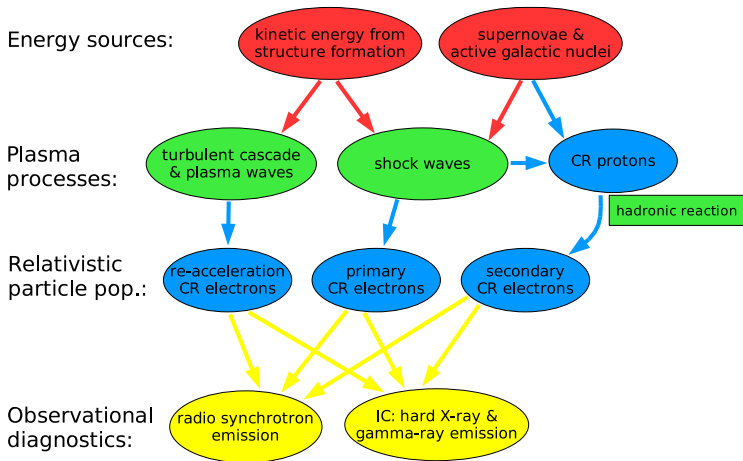 Energy sources:
kinetic energy from
structure formation
supernovae &
active galactic nuclei
Plasma
processes:
turbulent cascade
& plasma waves
shock waves
CR protons
hadronic reaction
Relativistic
particle pop.:
re-acceleration
CR electrons
primary
CR electrons
secondary
CR electrons
Observational
diagnostics:
radio synchrotron
emission
IC: hard X-ray &
gamma-ray emission